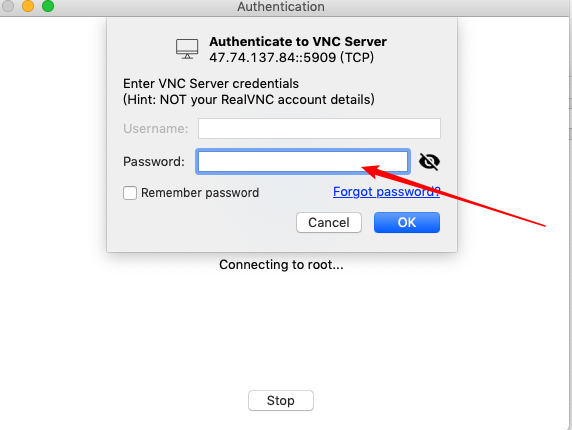 Authentication
Authenticate to VNC Server
47.74.137.84::5909 (TCP)
Enter VNC Server credentials
(Hint: NOT your RealVNC account details)
Username:
Password:
Remember password
Forgot password?
Cancel
OK
Connecting to root...
Stop